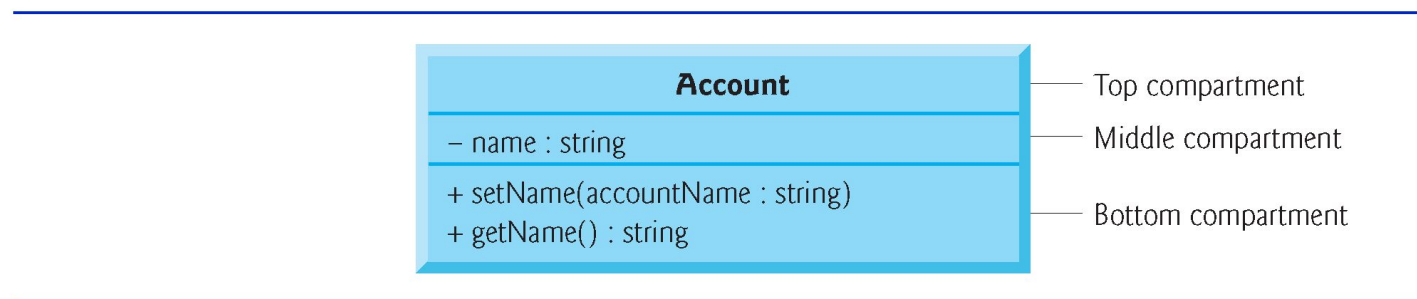 Account
– name : string
+ setName(accountName : string)
+ getName() : string
Top compartment
Middle compartment
Bottom compartment